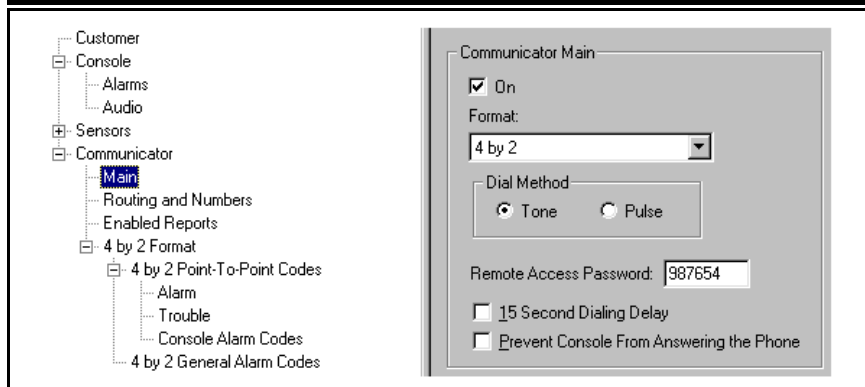 Customer
Console
Alarms
Audio
Sensors
Communicator
Main
Routing and Numbers
Enabled Reports
4 by 2 Format
4 by 2 Point-To-Point Codes
Alarm
Trouble
Console Alarm Codes
4 by 2 General Alarm Codes
Communicator Main
On
Format:
4 by 2
Dial Method
Tone Pulse
Remote Access Password: 987654
15 Second Dialing Delay
Prevent Console From Answering the Phone